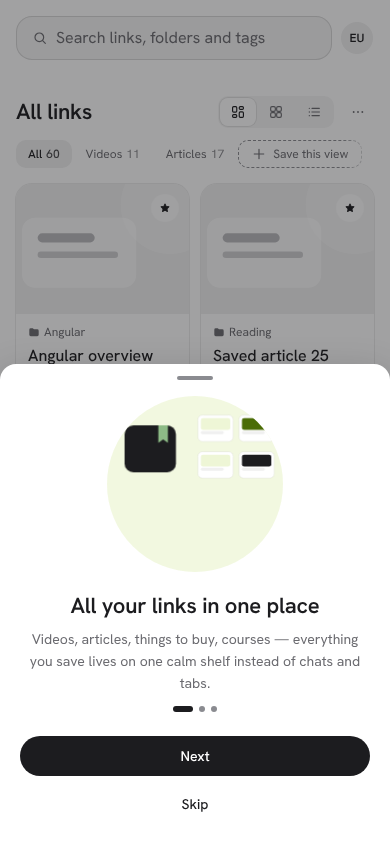 Search links, folders and tags
EU
All links
All 60
Videos 11
Articles 17
Save this view
Angular
Reading
Angular overview
Saved article 25
All your links in one place
Videos, articles, things to buy, courses — everything
you save lives on one calm shelf instead of chats and
tabs.
Next
Skip